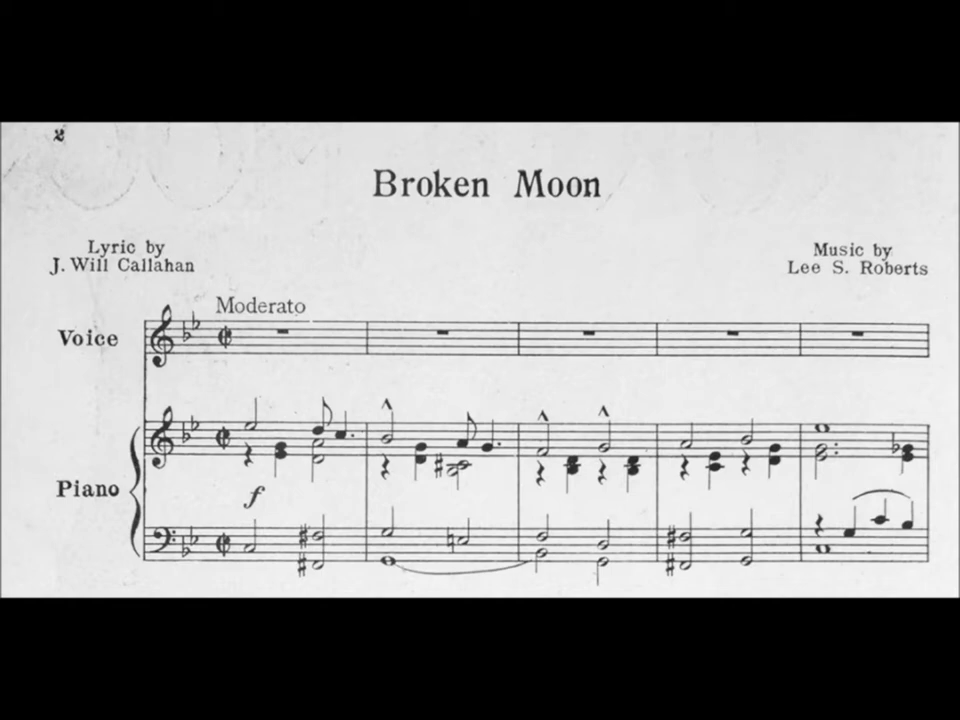 2
Broken Moon
Lyric by
J. Will Callahan
Music by
Lee S. Roberts
Moderato
Voice
Piano
f